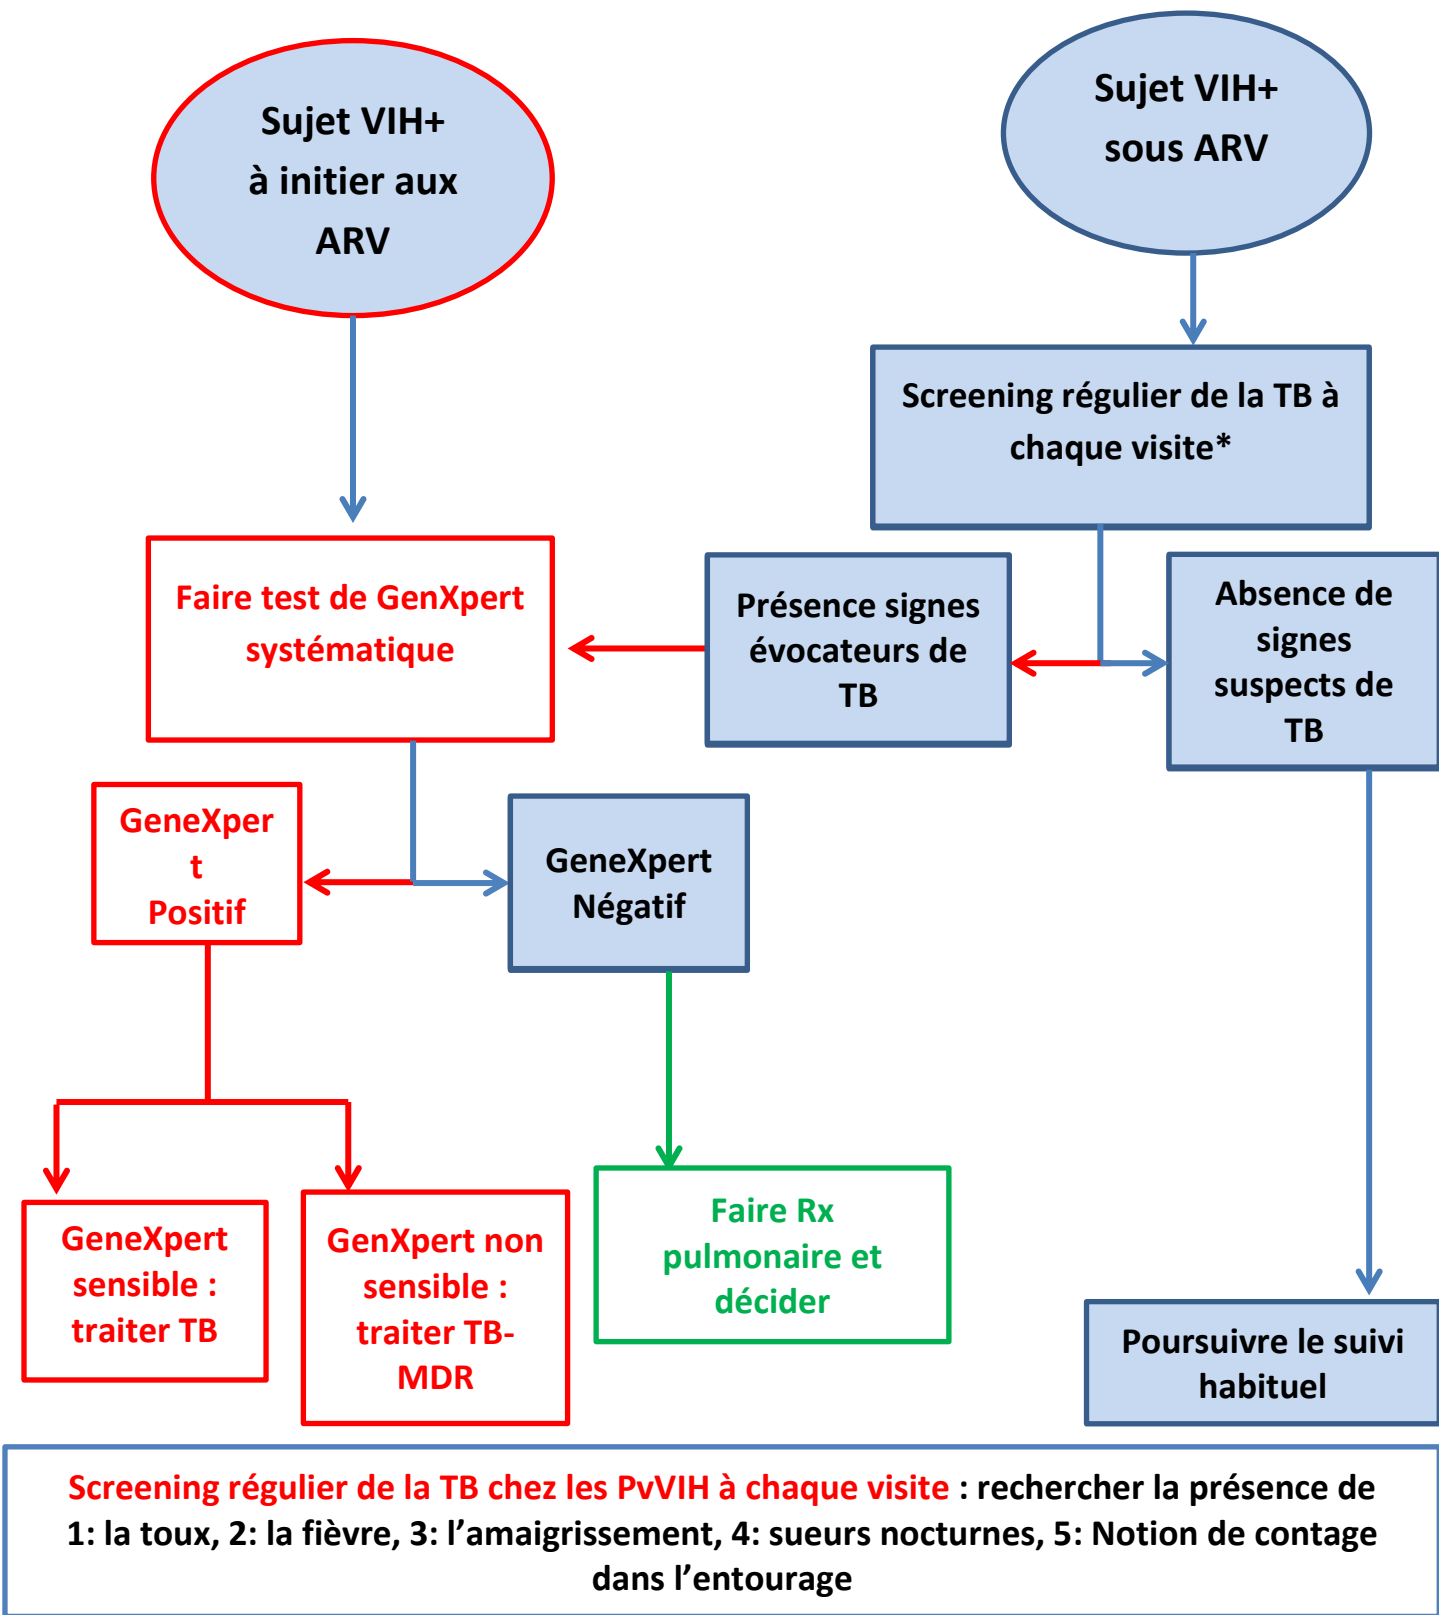 Sujet VIH+
à initier aux
ARV
Sujet VIH+
sous ARV
Screening régulier de la TB à
chaque visite*
Faire test de GenXpert
systématique
Présence signes
évocateurs de
TB
Absence de
signes
suspects de
TB
GeneXper
t
Positif
GeneXpert
Négatif
GeneXpert
sensible :
traiter TB
GenXpert non
sensible :
traiter TB-
MDR
Faire Rx
pulmonaire et
décider
Poursuivre le suivi
habituel
Screening régulier de la TB chez les PvVIH à chaque visite : rechercher la présence de
1: la toux, 2: la fièvre, 3: l’amaigrissement, 4: sueurs nocturnes, 5: Notion de contage
dans l’entourage